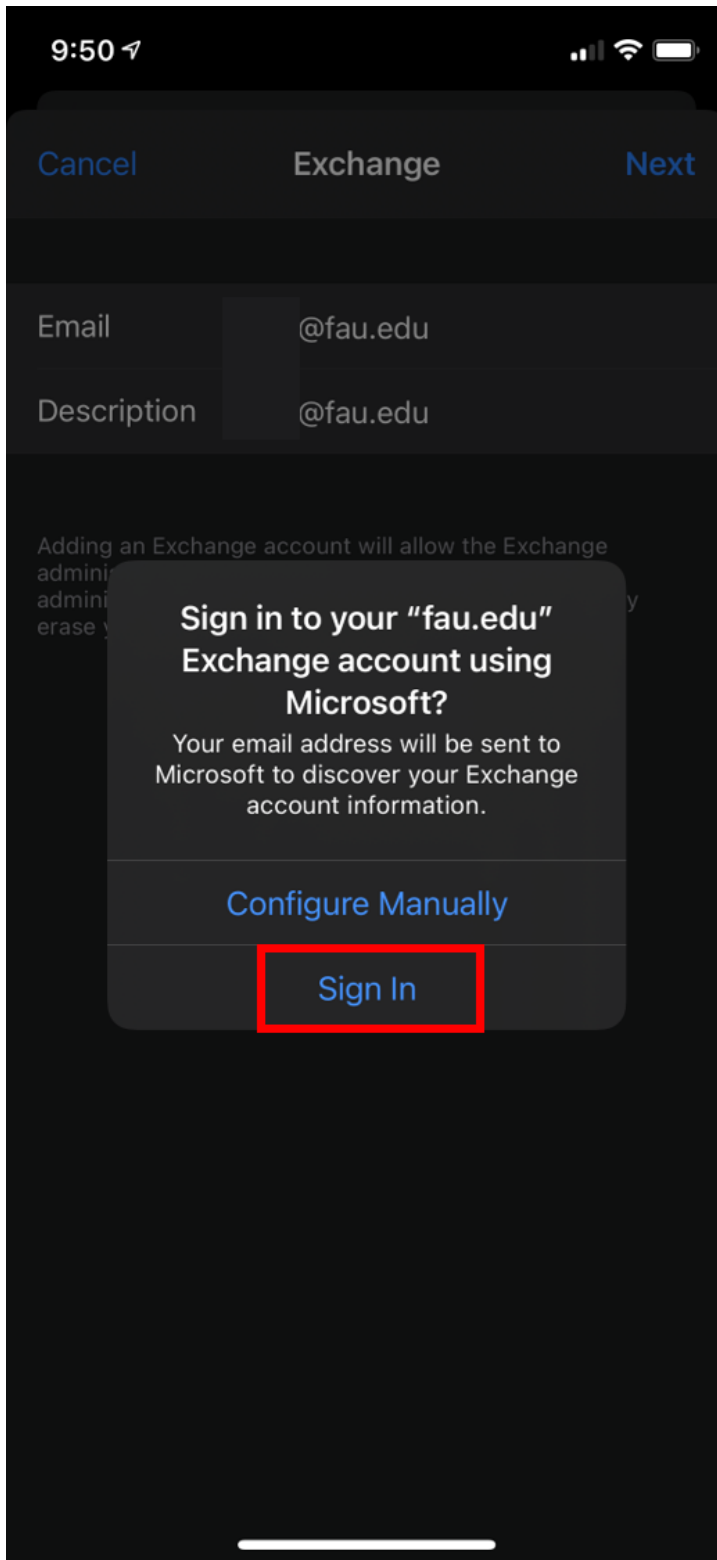 9:50
Cancel Exchange Next
Email @fau.edu
Description @fau.edu
Adding an Exchange account will allow the Exchange
erase
Sign in to your “fau.edu”
Exchange account using
Microsoft?
Your email address will be sent to
Microsoft to discover your Exchange
account information.
Configure Manually
Sign In